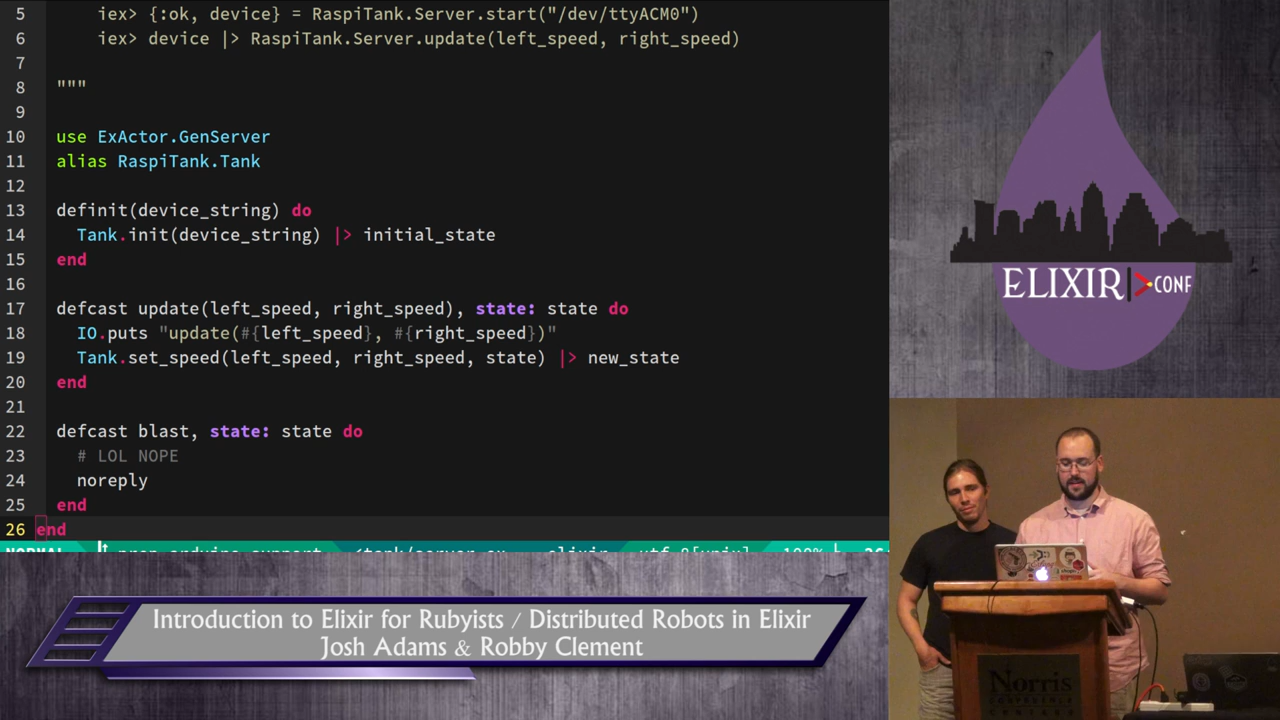 5 iex> {:ok, device} = RaspiTank.Server.start("/dev/ttyACM0")
6 iex> device |> RaspiTank.Server.update(left_speed, right_speed)
7
8 """
9
10 use ExActor.GenServer
11 alias RaspiTank.Tank
12
13 definit(device_string) do
14 Tank.init(device_string) |> initial_state
15 end
16
17 defcast update(left_speed, right_speed), state: state do
18 IO.puts "update(#{left_speed}, #{right_speed})"
19 Tank.set_speed(left_speed, right_speed, state) |> new_state
20 end
21
22 defcast blast, state: state do
23 # LOL NOPE
24 noreply
25 end
26 end
ELIXIR|> CONF
Introduction to Elixir for Rubyists / Distributed Robots in Elixir
Josh Adams & Robby Clement
Norris